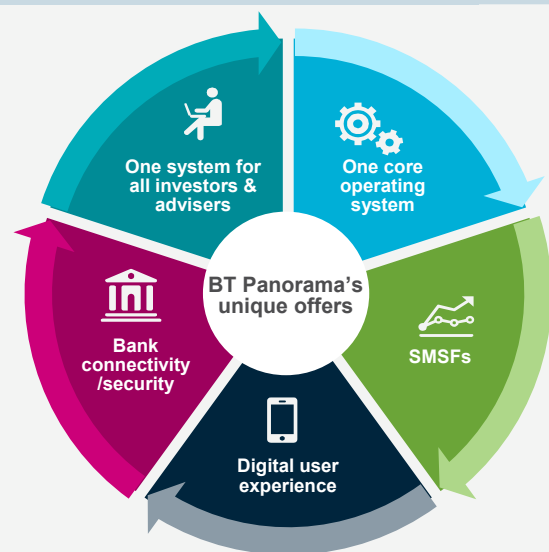 One system for
all investors &
advisers
One core
operating
system
BT Panorama's
unique offers
Bank
connectivity
/security
SMSFs
Digital user
experience